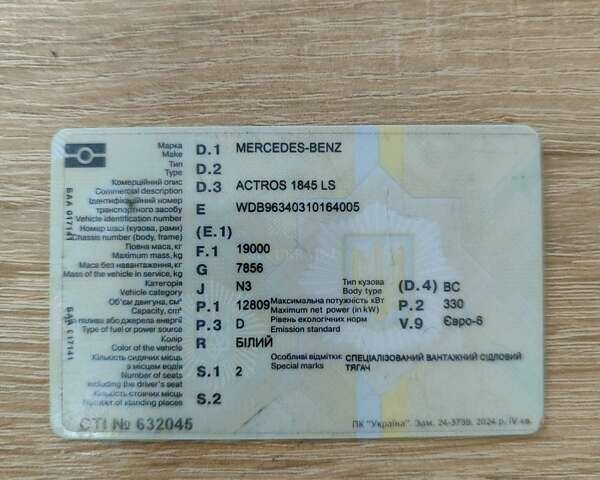 Марка
Make D.1 MERCEDES-BENZ
Тип
Type D.2
Комерційний опис
Commercial description D.3 ACTROS 1845 LS
Ідентифікаційний номер
транспортного засобу
Vehicle identification number E WDB96340310164005
Номер шасі (кузова, рами)
Chassis number (body, frame) (E.1)
Повна маса, кг
Maximum mass, kg F.1 19000
Маса без навантаження, кг
Mass of the vehicle in service, kg G 7856
Категорія
Vehicle category J N3
Тип кузова
Body type (D.4) BC
Об'єм двигуна, см³
Capacity, cm³ P.1 12809
Максимальна потужність кВт
Maximum net power (in kW) P.2 330
палива або джерела енергії
Type of fuel or power source P.3 D
Рівень екологічних норм
Emission standard V.9 Євро-6
Колір
Color of the vehicle R БІЛИЙ
Кількість сидячих місць
з місцем водія
Number of seats
including the driver's seat S.1 2
Особливі відмітки:
Special marks
СПЕЦІАЛІЗОВАНИЙ ВАНТАЖНИЙ СІДЛОВИЙ
ТЯГАЧ
Кількість стоячих місць
Number of standing places S.2
СТІ № 632045
ПК "Україна". Зам. 24-3739. 2024 р. IV кв.
БАА 017141